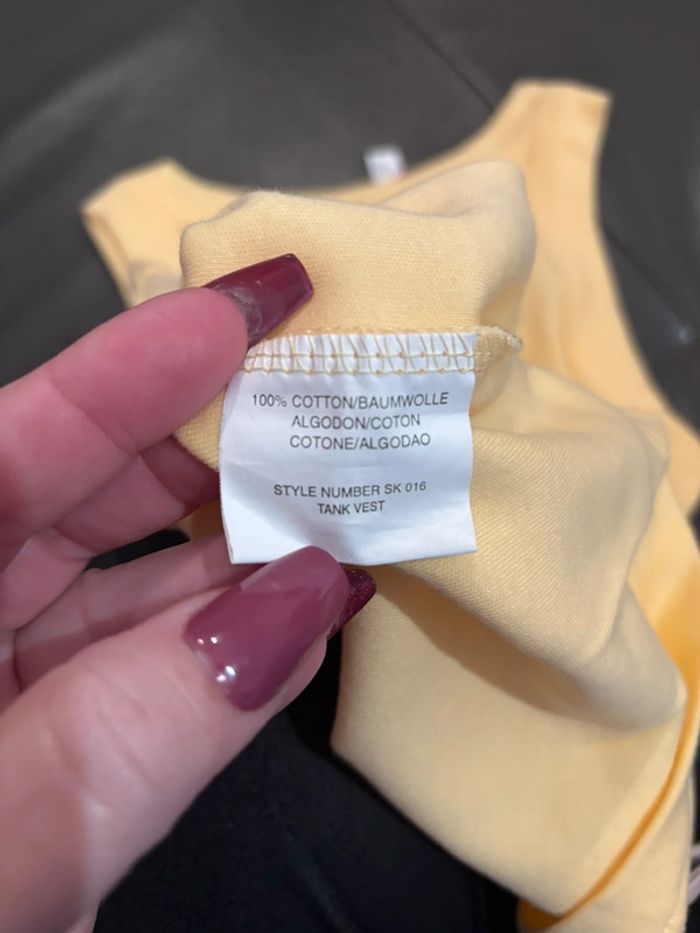 100% COTTON/BAUMWOLLE
ALGODON/COTON
COTONE/ALGODAO
STYLE NUMBER SK 016
TANK VEST